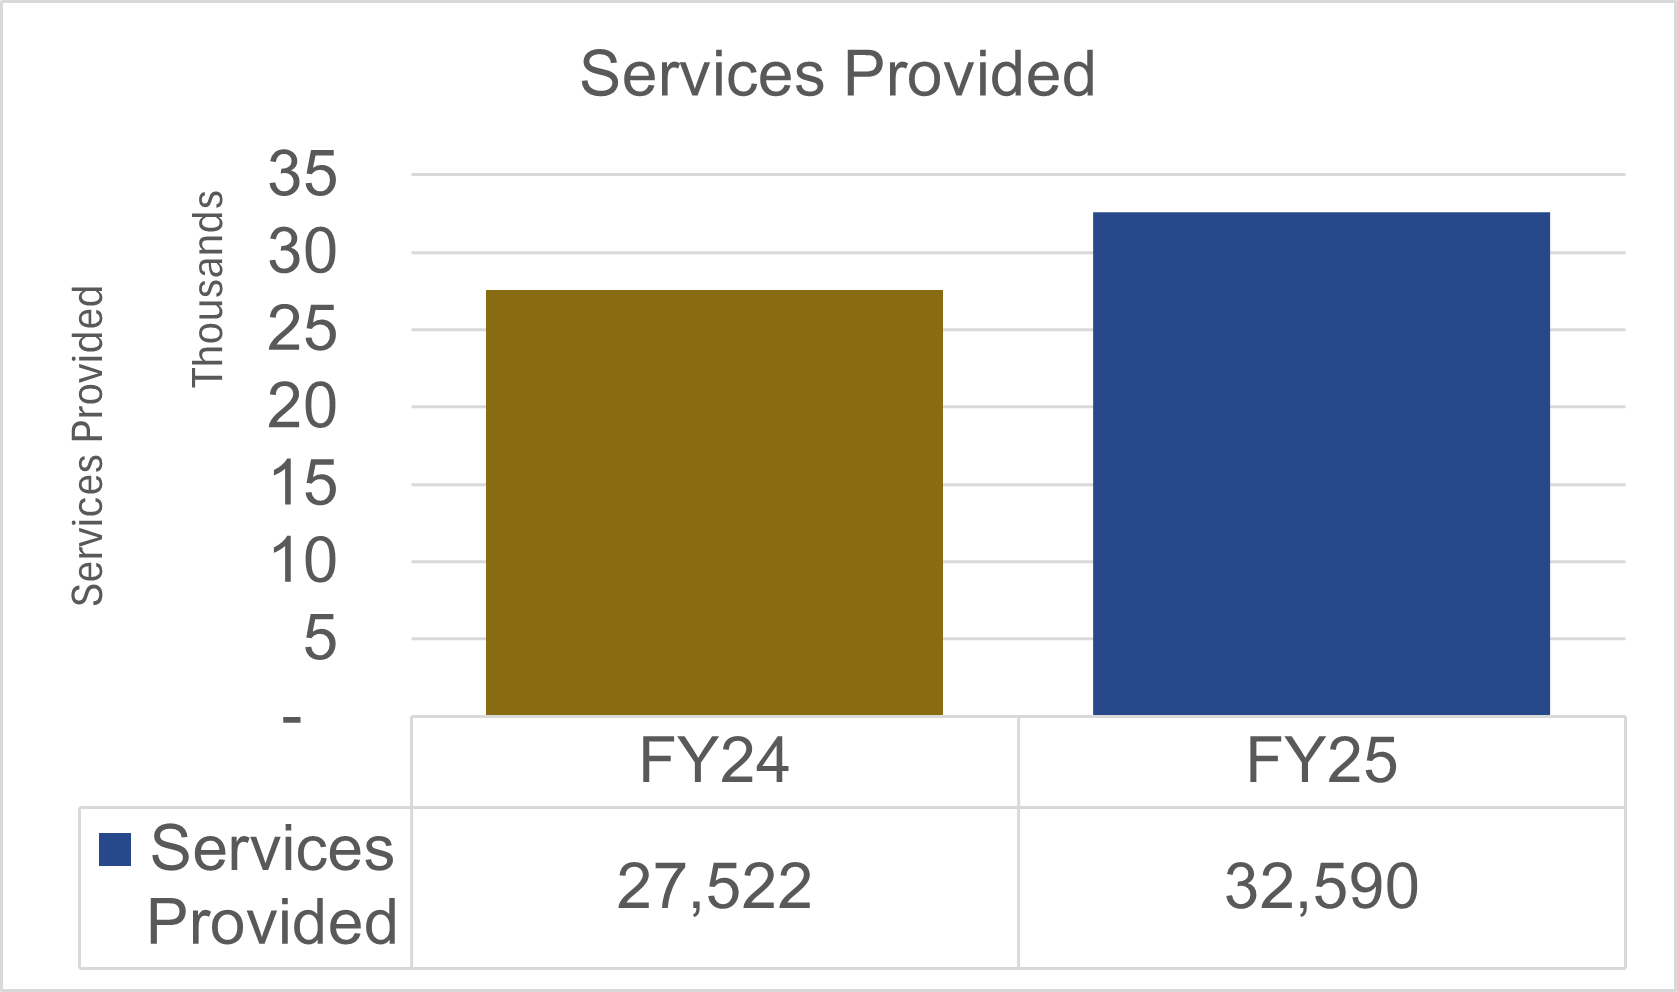 Services Provided
Services Provided
Thousands
35
30
25
20
15
10
5
-
FY24 FY25
Services
Provided
27,522 32,590